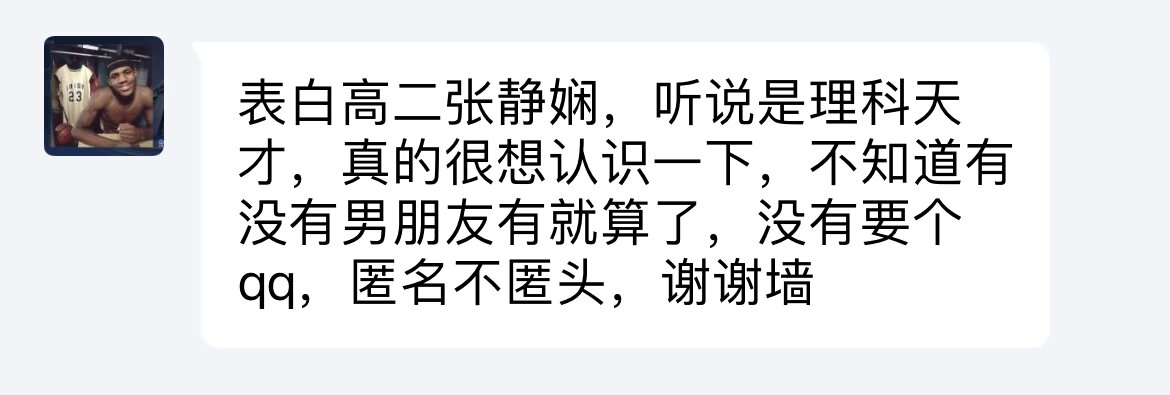 表白高二张静娴，听说是理科天
才，真的很想认识一下，不知道有
没有男朋友有就算了，没有要个
qq，匿名不匿头，谢谢墙
23